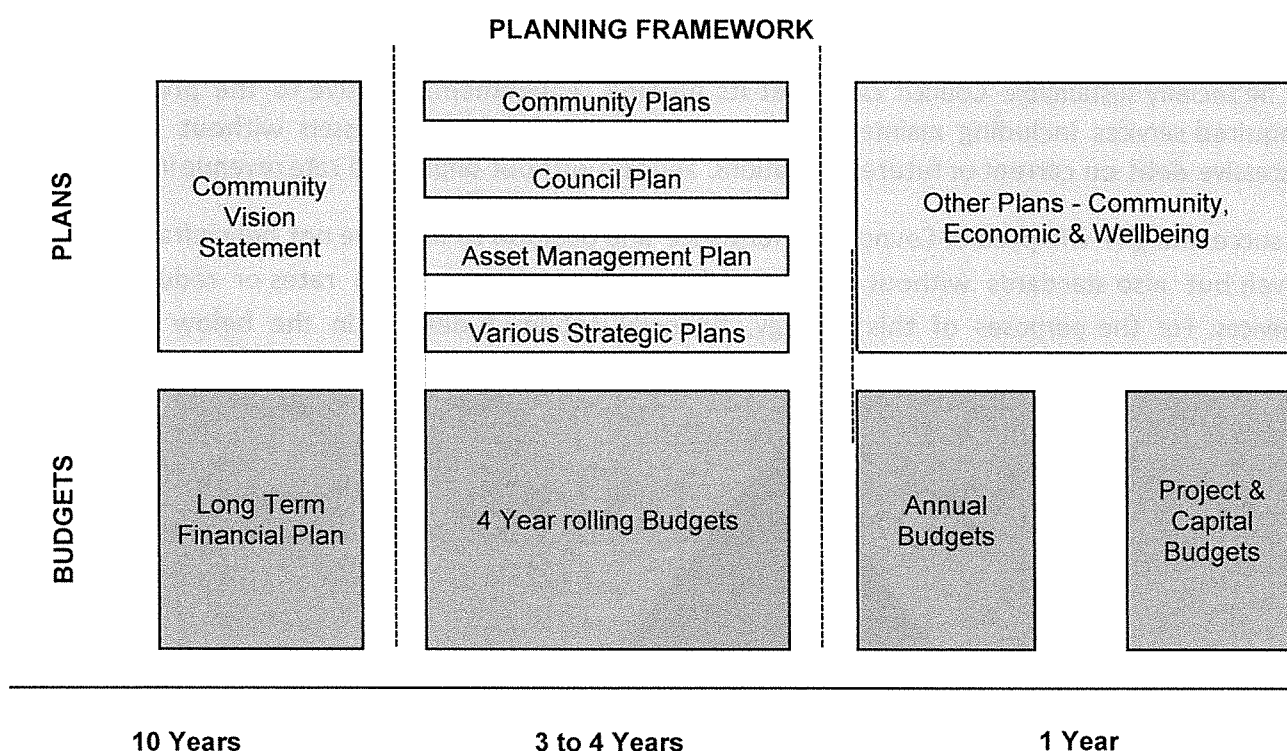 PLANNING FRAMEWORK
PLANS
Community
Vision
Statement
Community Plans
Council Plan
Asset Management Plan
Various Strategic Plans
Other Plans - Community,
Economic & Wellbeing
BUDGETS
Long Term
Financial Plan
4 Year rolling Budgets
Annual
Budgets
Project &
Capital
Budgets
10 Years
3 to 4 Years
1 Year